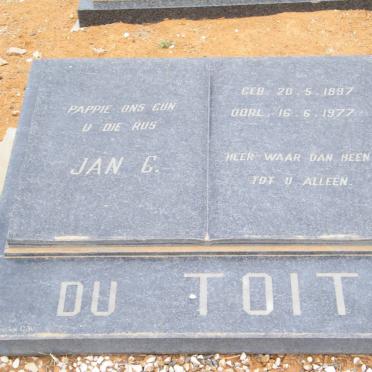 PAPPIE ONS GUN
U DIE RUS
JAN G.
GEB. 20.5.1897
OORL. 16.6.1977
HEER WAAR DAN HEEN
TOT U ALLEEN.
DU TOIT